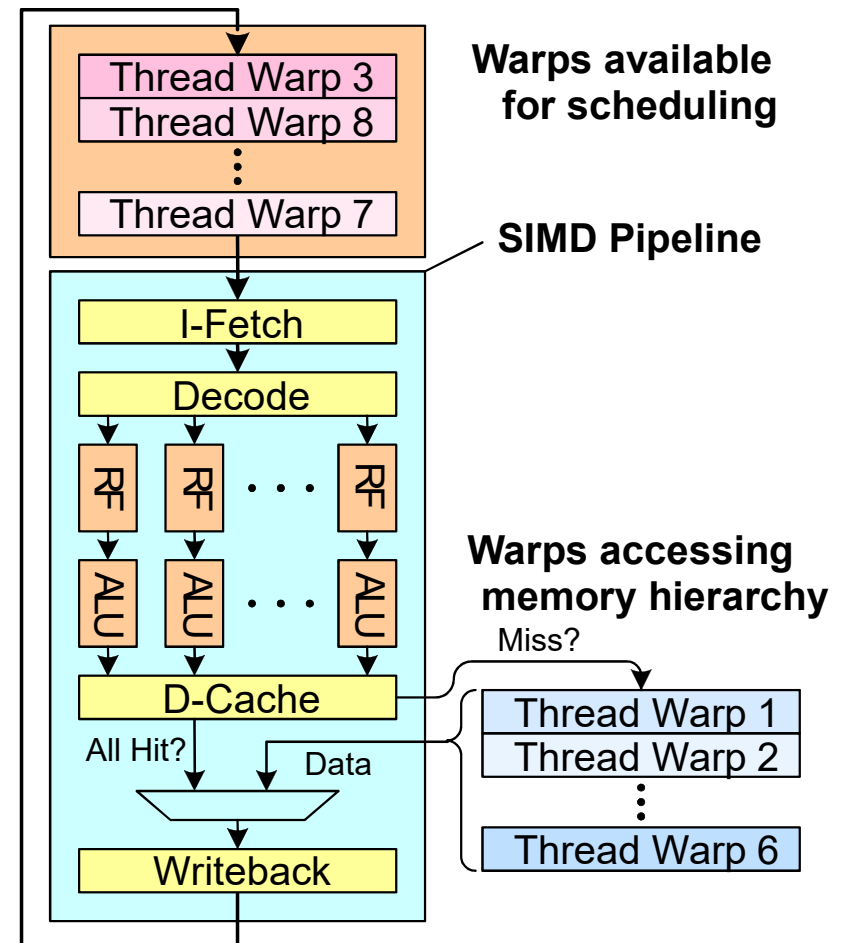 Thread Warp 3
Thread Warp 8
Thread Warp 7
Warps available
for scheduling
SIMD Pipeline
I-Fetch
Decode
RF
RF
RF
ALU
ALU
ALU
D-Cache
All Hit?
Data
Writeback
Warps accessing
memory hierarchy
Miss?
Thread Warp 1
Thread Warp 2
Thread Warp 6